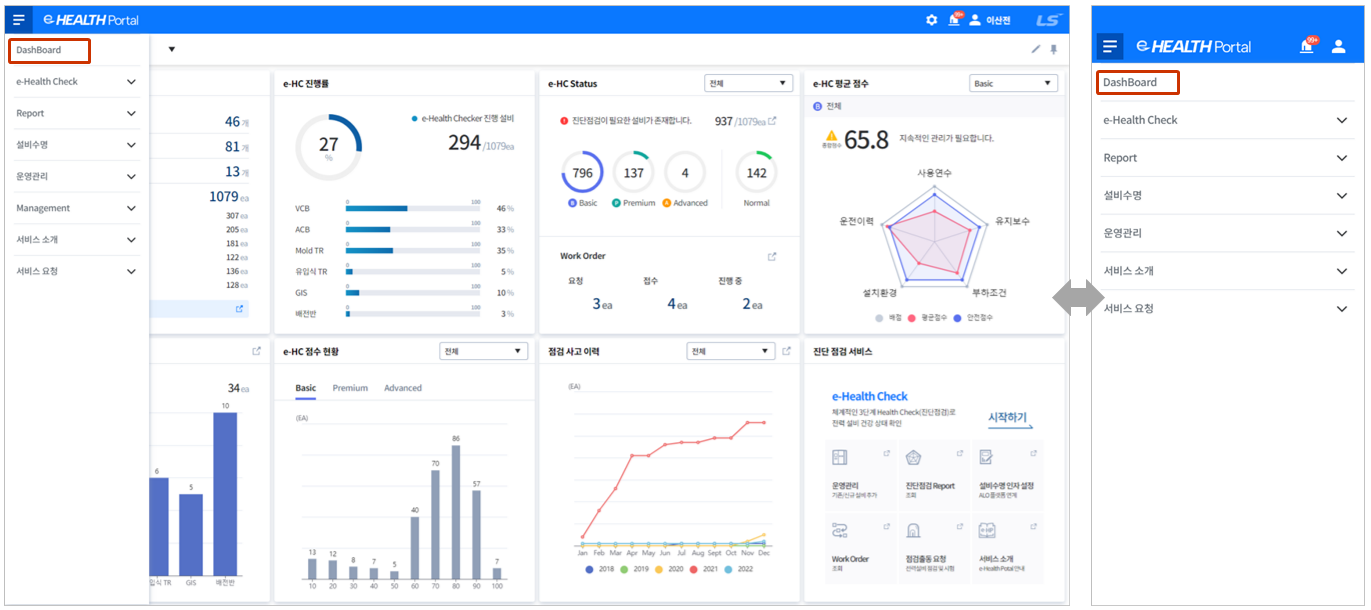 e-HEALTH Portal
99+
이산전
LS
DashBoard
e-Health Check
Report
설비수명
운영관리
Management
서비스 소개
서비스 요청
46 개
81 개
13 개
1079 ea
307 ea
205 ea
181 ea
122 ea
136 ea
128 ea
e-HC 진행률
27
%
e-Health Checker 진행 설비
294 /1079ea
0 100
VCB 46 %
0 100
ACB 33 %
0 100
Mold TR 35 %
0 100
유입식 TR 5 %
0 100
GIS 10 %
0 100
배전반 3 %
e-HC Status
전체
진단점검이 필요한 설비가 존재합니다. 937 /1079ea
796 137 4 142
B Basic P Premium A Advanced Normal
Work Order
요청 접수 진행 중
3 ea 4 ea 2 ea
e-HC 평균 점수
Basic
B 전체
종합점수 65.8 지속적인 관리가 필요합니다.
사용연수
운전이력 유지보수
설치환경 부하조건
배점 평균점수 안전점수
34 ea
10
6
5
입식 TR GIS 배전반
e-HC 점수 현황
전체
Basic Premium Advanced
(EA)
13 12 8 7 5 40 70 86 57 7
10 20 30 40 50 60 70 80 90 100
점검 사고 이력
전체
(EA)
Jan Feb Mar Apr May Jun Jul Aug Sept Oct Nov Dec
2018 2019 2020 2021 2022
진단 점검 서비스
e-Health Check
체계적인 3단계 Health Check(진단점검)로
전력 설비 건강 상태 확인
시작하기
운영관리
기존/신규 설비 추가
진단점검 Report
조회
설비수명 인자 설정
ALO 플랫폼 연계
Work Order
조회
점검출동 요청
전력설비 점검 및 시험
서비스 소개
e-Health Potal 안내
e-HEALTH Portal
99+
DashBoard
e-Health Check
Report
설비수명
운영관리
서비스 소개
서비스 요청